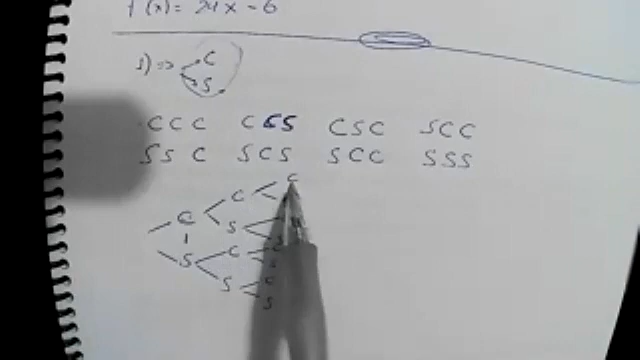 f'(x) = 24x - 6
1) => C
S
CCC CSS CSC SCC
SSC SCS SCC SSS
C
C
C S
S C
S C
S